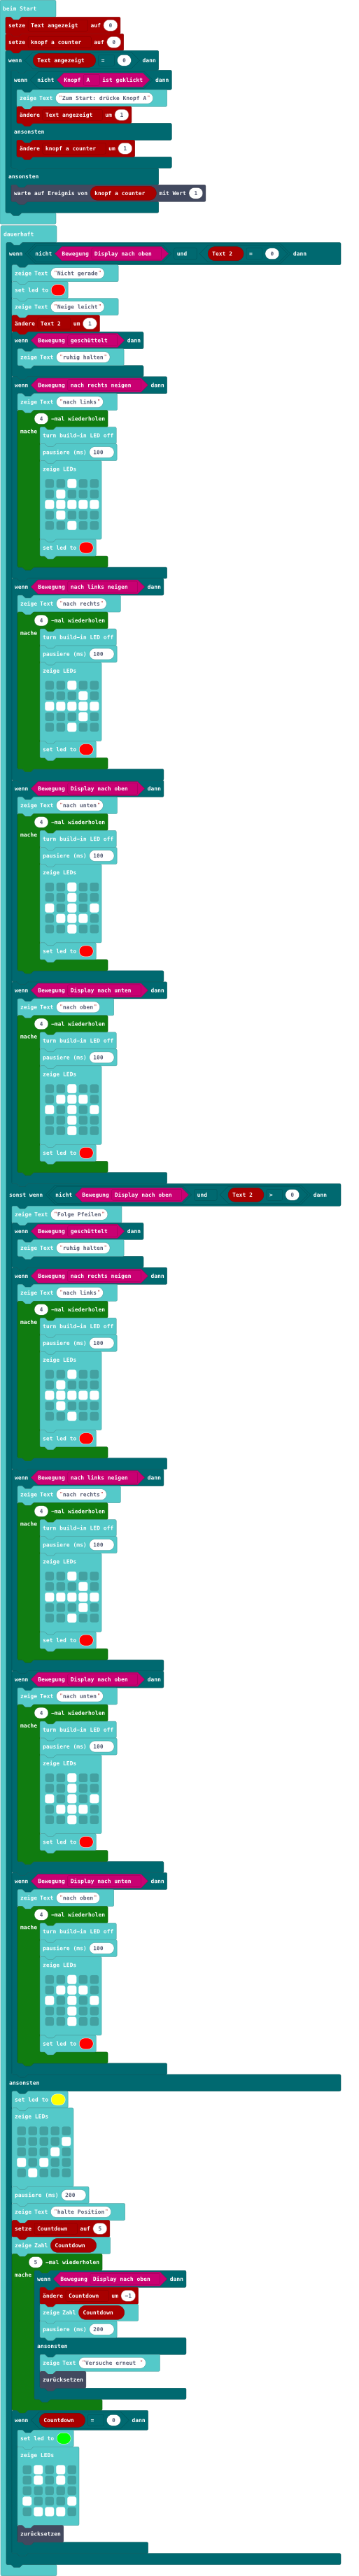 beim Start
setze Text angezeigt auf 0
setze knopf a counter auf 0
wenn Text angezeigt = 0 dann
wenn nicht Knopf A ist geklickt dann
zeige Text "Zum Start: drücke Knopf A"
ändere Text angezeigt um 1
ansonsten
ändere knopf a counter um 1
ansonsten
warte auf Ereignis von knopf a counter mit Wert 1
dauerhaft
wenn nicht Bewegung Display nach oben und Text 2 = 0 dann
zeige Text "Nicht gerade"
set led to
zeige Text "Neige leicht"
ändere Text 2 um 1
wenn Bewegung geschüttelt dann
zeige Text "ruhig halten"
wenn Bewegung nach rechts neigen dann
zeige Text "nach links"
4 -mal wiederholen
mache turn build-in LED off
pausiere (ms) 100
zeige LEDs
set led to
wenn Bewegung nach links neigen dann
zeige Text "nach rechts"
4 -mal wiederholen
mache turn build-in LED off
pausiere (ms) 100
zeige LEDs
set led to
wenn Bewegung Display nach oben dann
zeige Text "nach unten"
4 -mal wiederholen
mache turn build-in LED off
pausiere (ms) 100
zeige LEDs
set led to
wenn Bewegung Display nach unten dann
zeige Text "nach oben"
4 -mal wiederholen
mache turn build-in LED off
pausiere (ms) 100
zeige LEDs
set led to
sonst wenn nicht Bewegung Display nach oben und Text 2 > 0 dann
zeige Text "Folge Pfeilen"
wenn Bewegung geschüttelt dann
zeige Text "ruhig halten"
wenn Bewegung nach rechts neigen dann
zeige Text "nach links"
4 -mal wiederholen
mache turn build-in LED off
pausiere (ms) 100
zeige LEDs
set led to
wenn Bewegung nach links neigen dann
zeige Text "nach rechts"
4 -mal wiederholen
mache turn build-in LED off
pausiere (ms) 100
zeige LEDs
set led to
wenn Bewegung Display nach oben dann
zeige Text "nach unten"
4 -mal wiederholen
mache turn build-in LED off
pausiere (ms) 100
zeige LEDs
set led to
wenn Bewegung Display nach unten dann
zeige Text "nach oben"
4 -mal wiederholen
mache turn build-in LED off
pausiere (ms) 100
zeige LEDs
set led to
ansonsten
set led to
zeige LEDs
pausiere (ms) 200
zeige Text "halte Position"
setze Countdown auf 5
zeige Zahl Countdown
5 -mal wiederholen
mache wenn Bewegung Display nach oben dann
ändere Countdown um -1
zeige Zahl Countdown
pausiere (ms) 200
ansonsten
zeige Text "Versuche erneut "
zurücksetzen
wenn Countdown = 0 dann
set led to
zeige LEDs
zurücksetzen